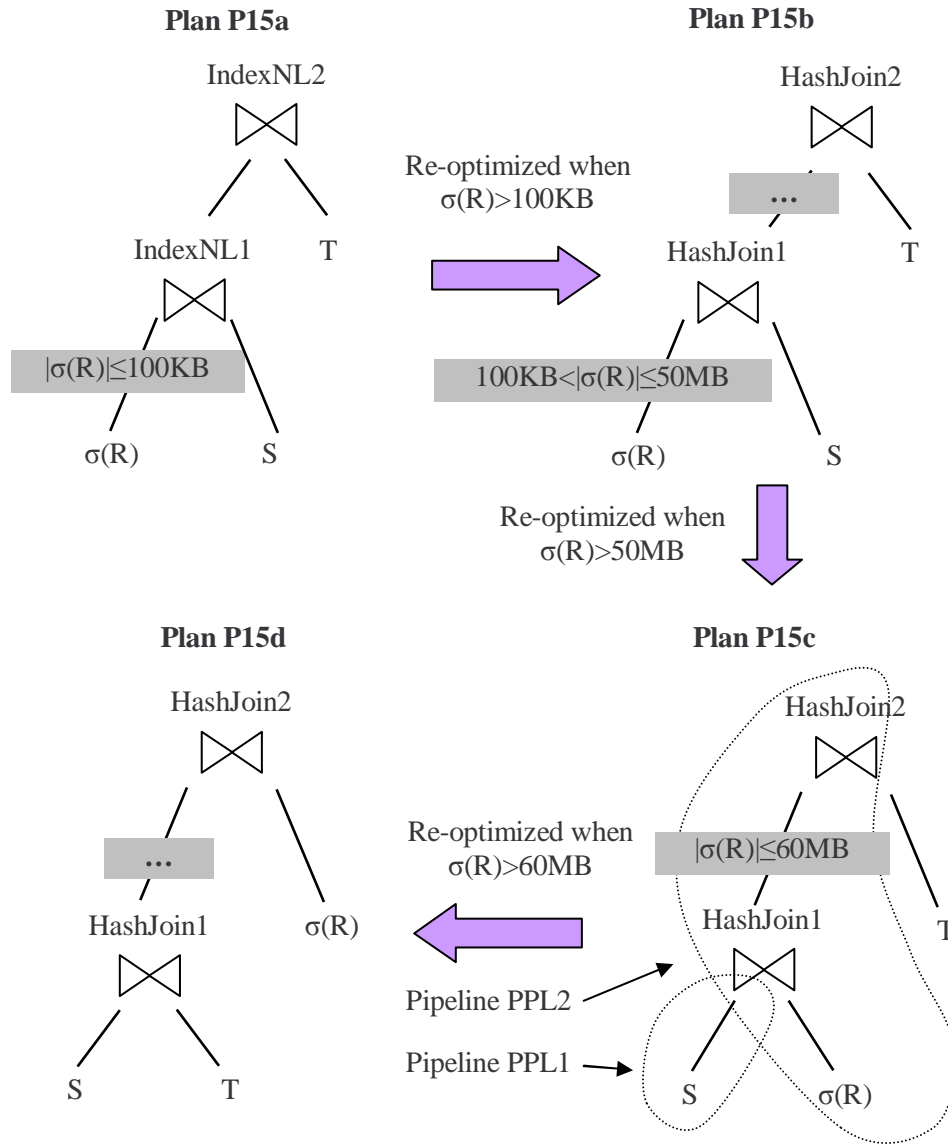 Plan P15a
IndexNL2
T
IndexNL1
|σ(R)|≤100KB
σ(R)
S
Re-optimized when
σ(R)>100KB
Plan P15b
HashJoin2
...
T
HashJoin1
100KB<|σ(R)|≤50MB
σ(R)
S
Re-optimized when
σ(R)>50MB
Plan P15c
HashJoin2
|σ(R)|≤60MB
T
HashJoin1
S
σ(R)
Pipeline PPL2
Pipeline PPL1
Re-optimized when
σ(R)>60MB
Plan P15d
HashJoin2
...
σ(R)
HashJoin1
S
T